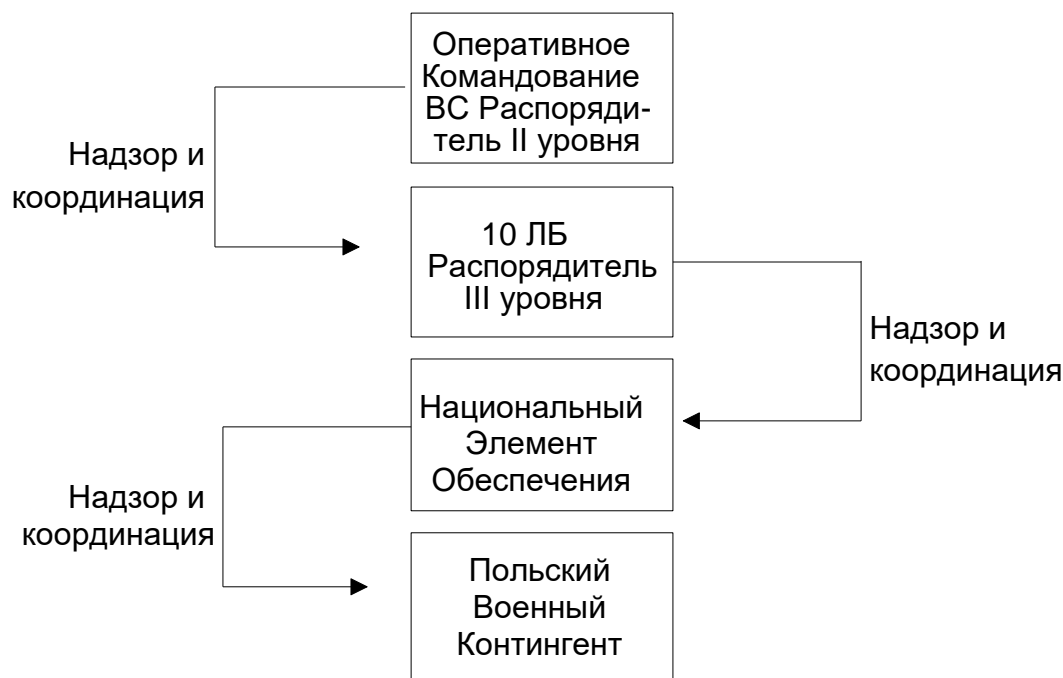 Оперативное
Командование
ВС Распоряди-
тель II уровня
Надзор и
координация
10 ЛБ
Распорядитель
III уровня
Надзор и
координация
Национальный
Элемент
Обеспечения
Надзор и
координация
Польский
Военный
Контингент